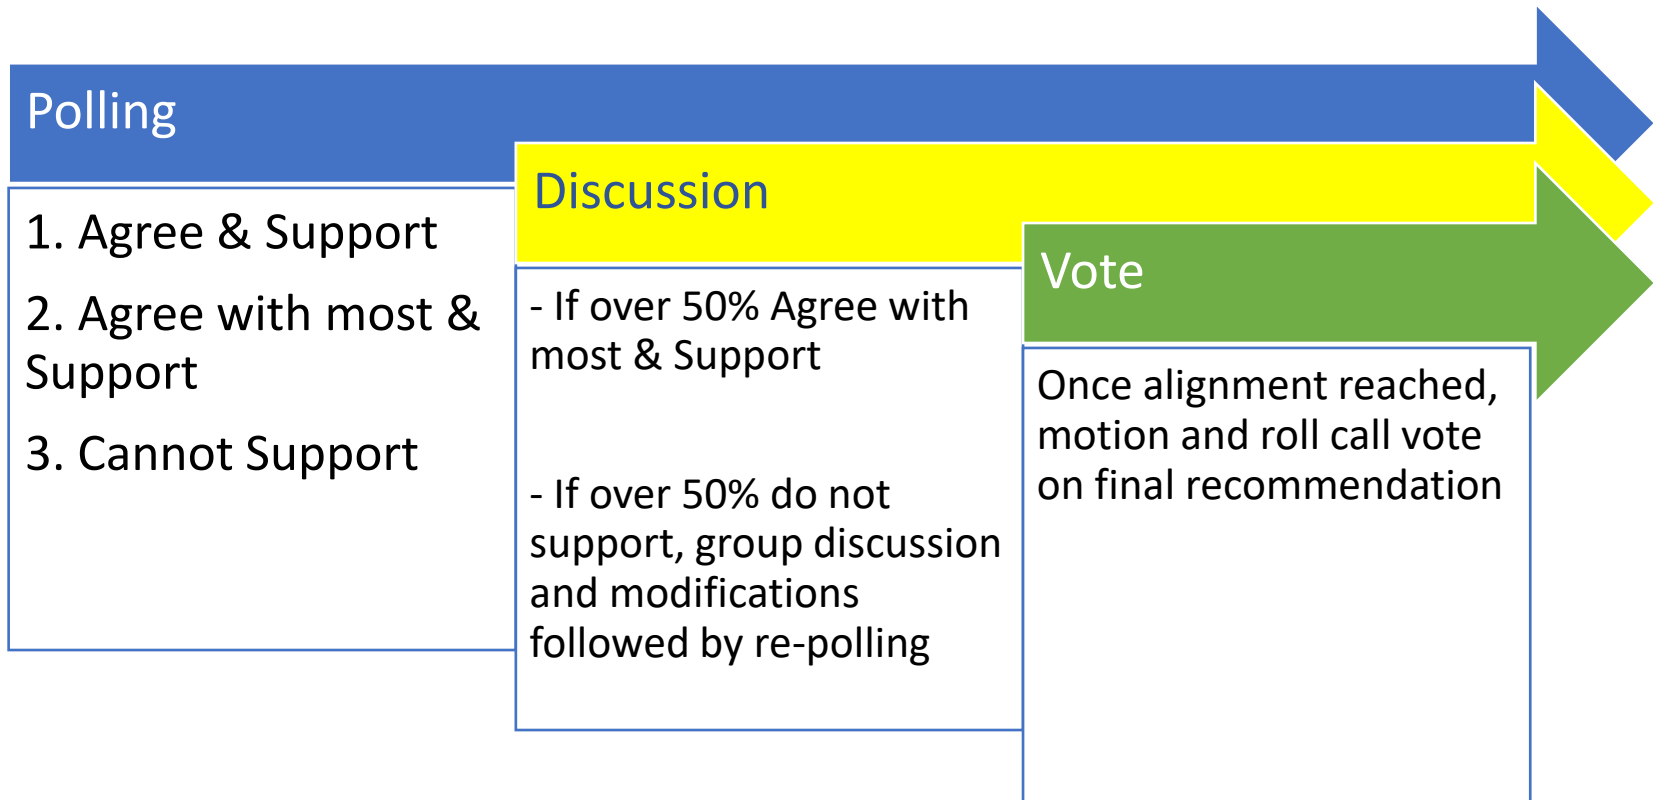 Polling
1. Agree & Support
2. Agree with most &
Support
3. Cannot Support
Discussion
- If over 50% Agree with
most & Support
- If over 50% do not
support, group discussion
and modifications
followed by re-polling
Vote
Once alignment reached,
motion and roll call vote
on final recommendation